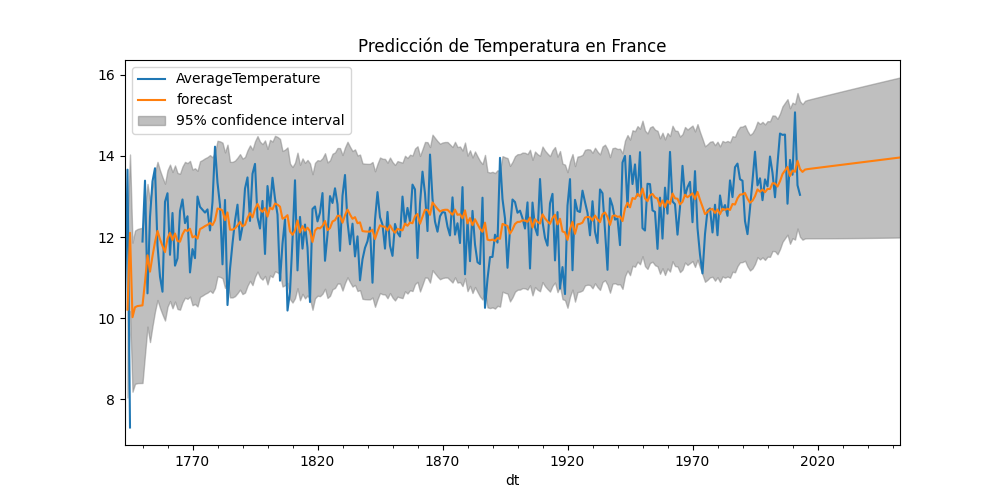 Predicción de Temperatura en France
AverageTemperature
forecast
95% confidence interval
16
14
12
10
8
1770
1820
1870
1920
1970
2020
dt